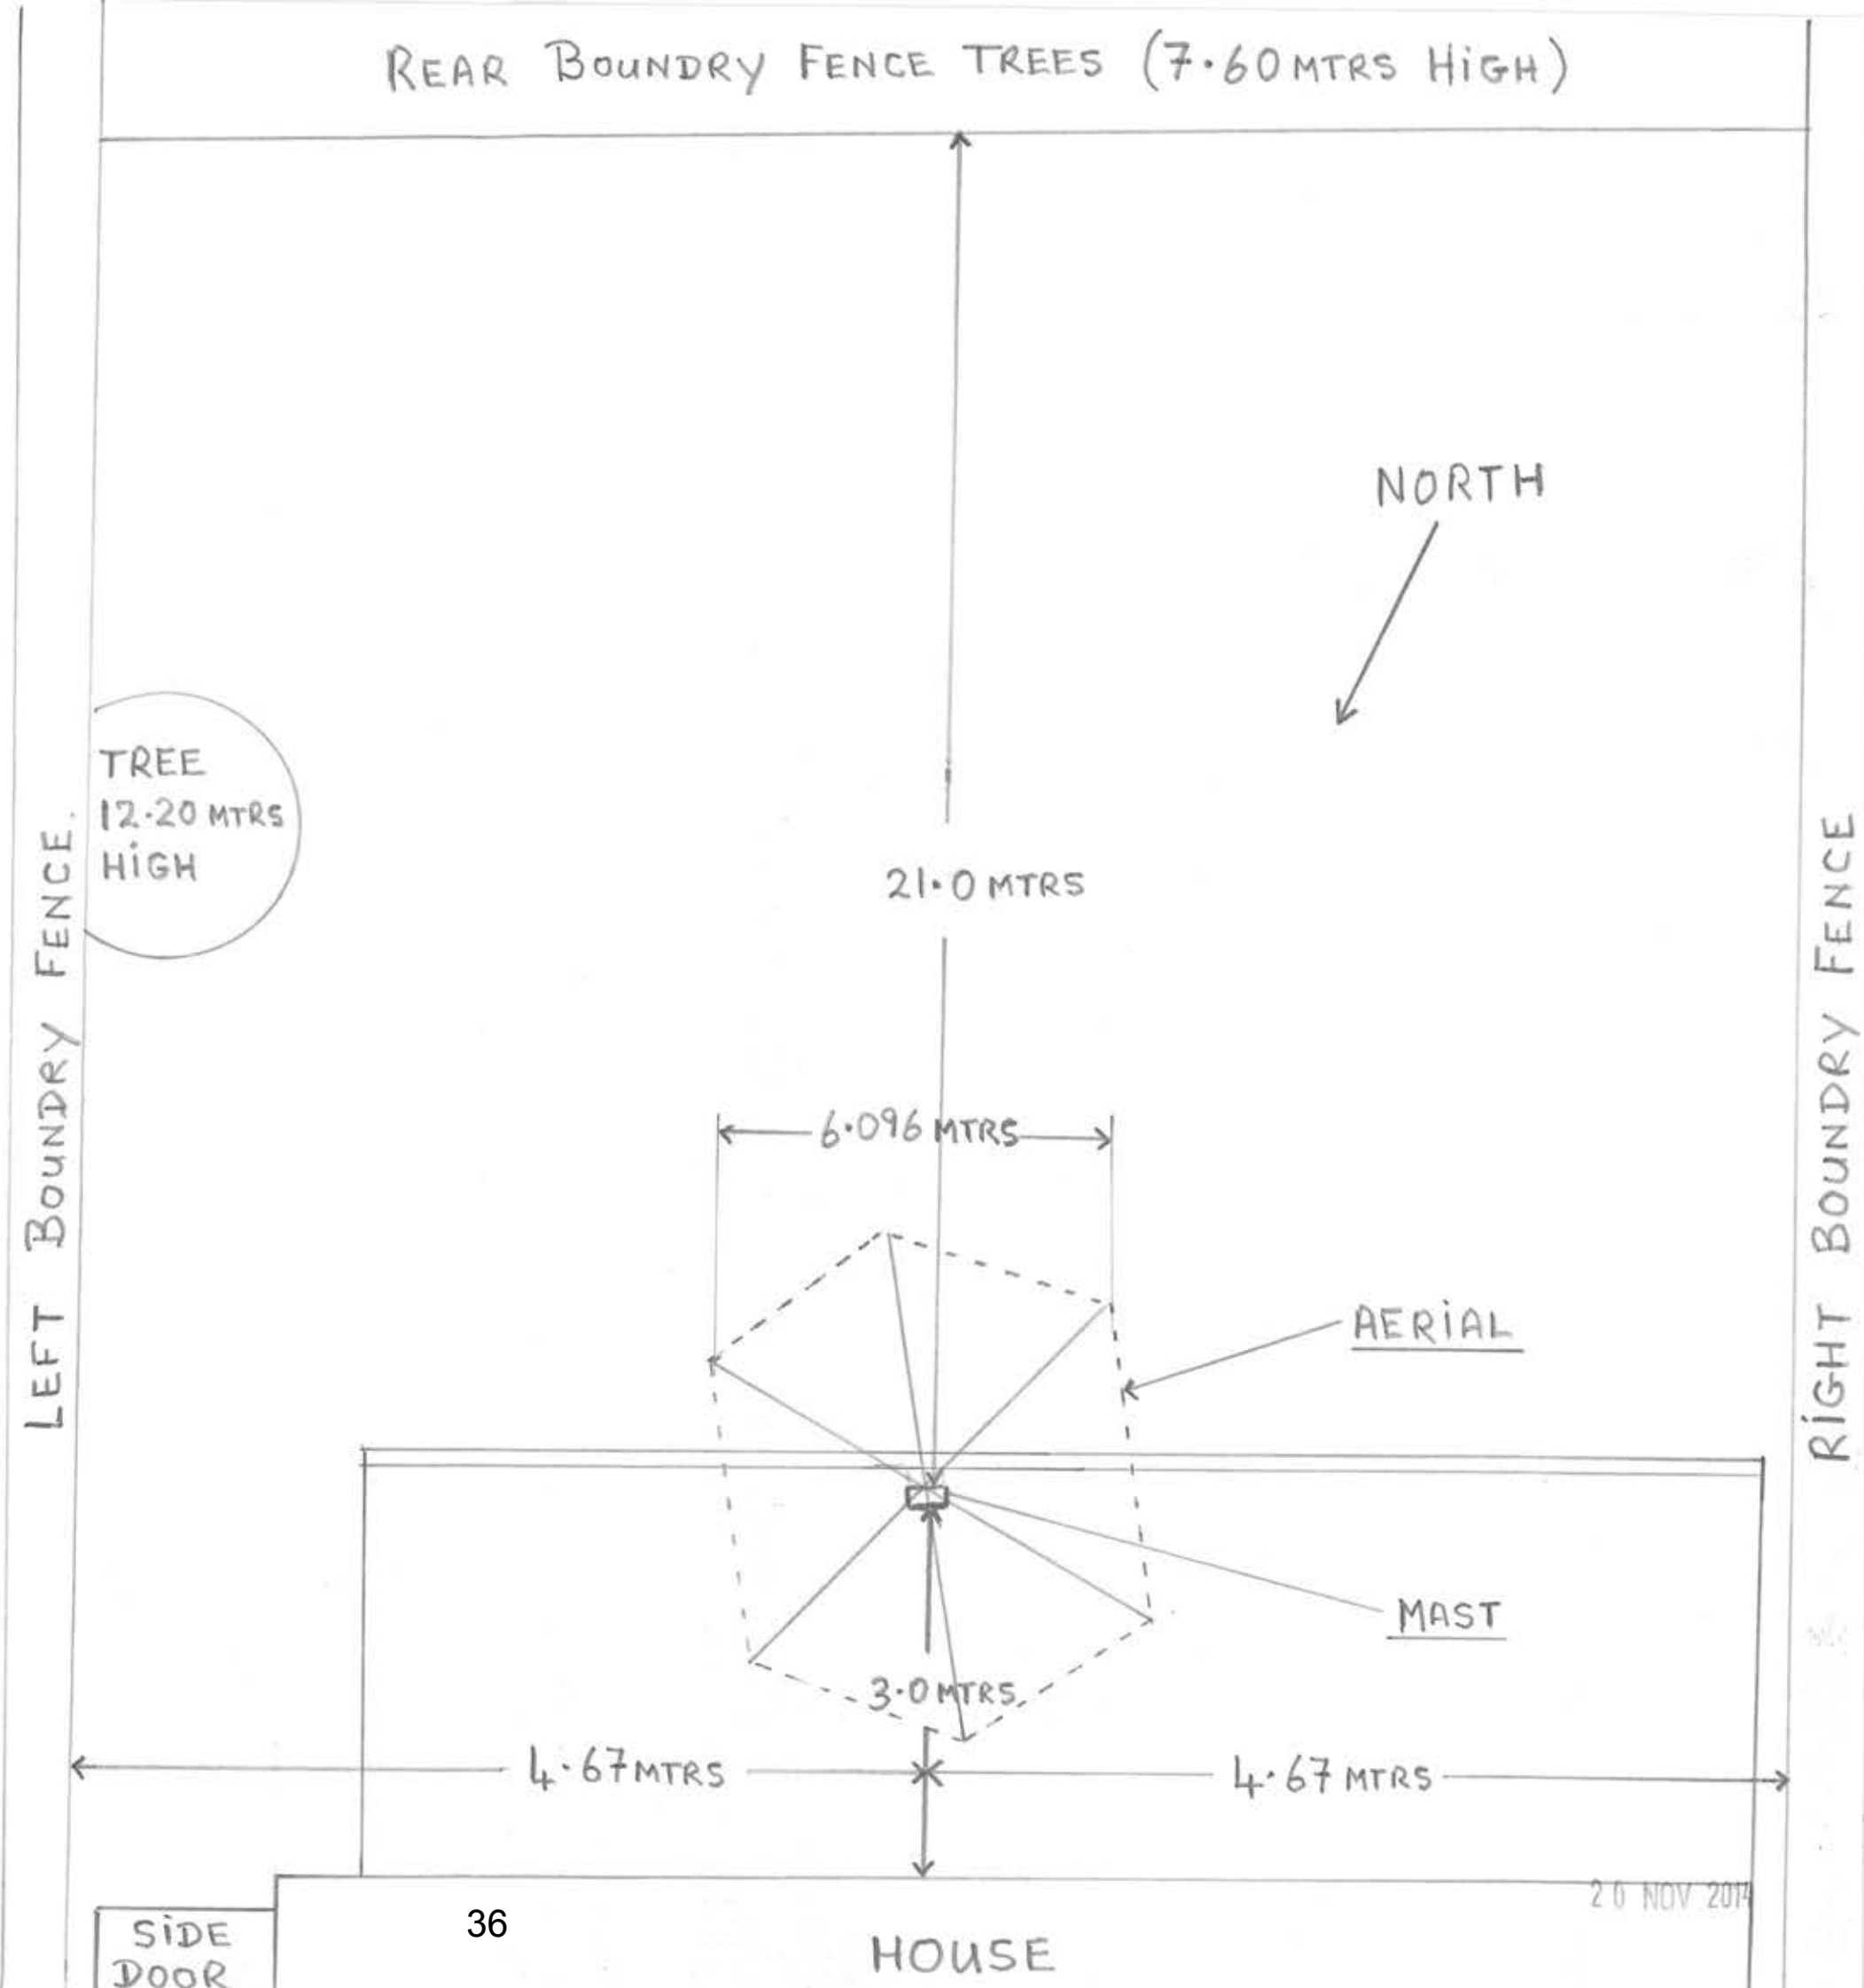 REAR BOUNDRY FENCE TREES (7.60 MTRS HiGH)
NORTH
TREE
12.20 MTRS
HiGH
LEFT BOUNDRY FENCE.
RiGHT BOUNDRY FENCE
21.0 MTRS
6.096 MTRS
AERiAL
MAST
3.0 MTRS
4.67 MTRS
4.67 MTRS
20 NOV 2014
SiDE
DOOR
36
HOUSE